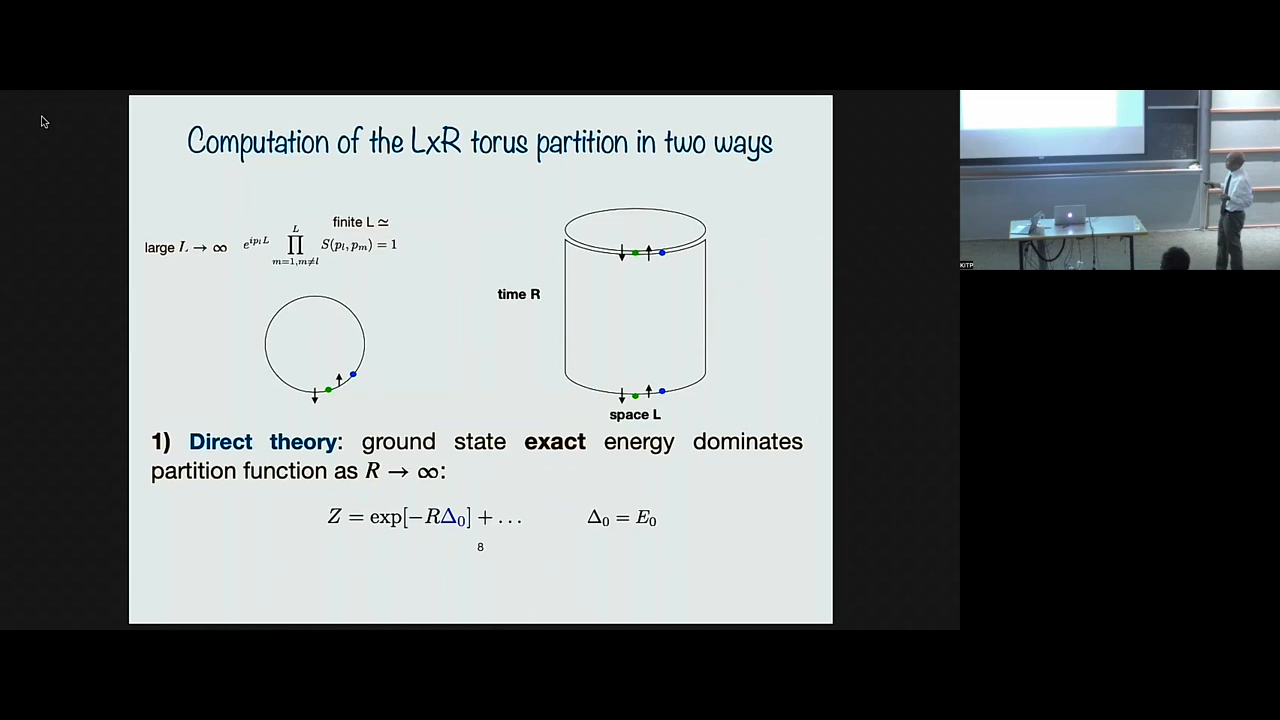 Computation of the LxR torus partition in two ways
finite L ≃
large L → ∞ e^{ip_l L} ∏_{m=1,m≠l}^{L} S(p_l, p_m) = 1
time R
space L
1) Direct theory: ground state exact energy dominates
partition function as R → ∞:
Z = exp[−RΔ₀] + . . . Δ₀ = E₀
8
KITP